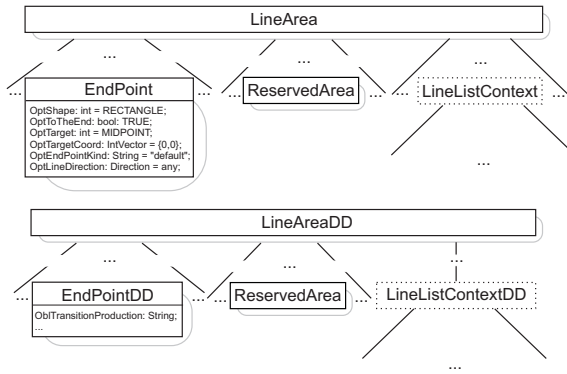 LineArea
... ... ...
... EndPoint ... ReservedArea ... ... LineListContext ...
OptShape: int = RECTANGLE;
OptToTheEnd: bool: TRUE;
OptTarget: int = MIDPOINT;
OptTargetCoord: IntVector = {0,0};
OptEndPointKind: String = "default";
OptLineDirection: Direction = any;
...
LineAreaDD
... ... ...
... EndPointDD ... ReservedArea ... LineListContextDD
OblTransitionProduction: String;
...
...